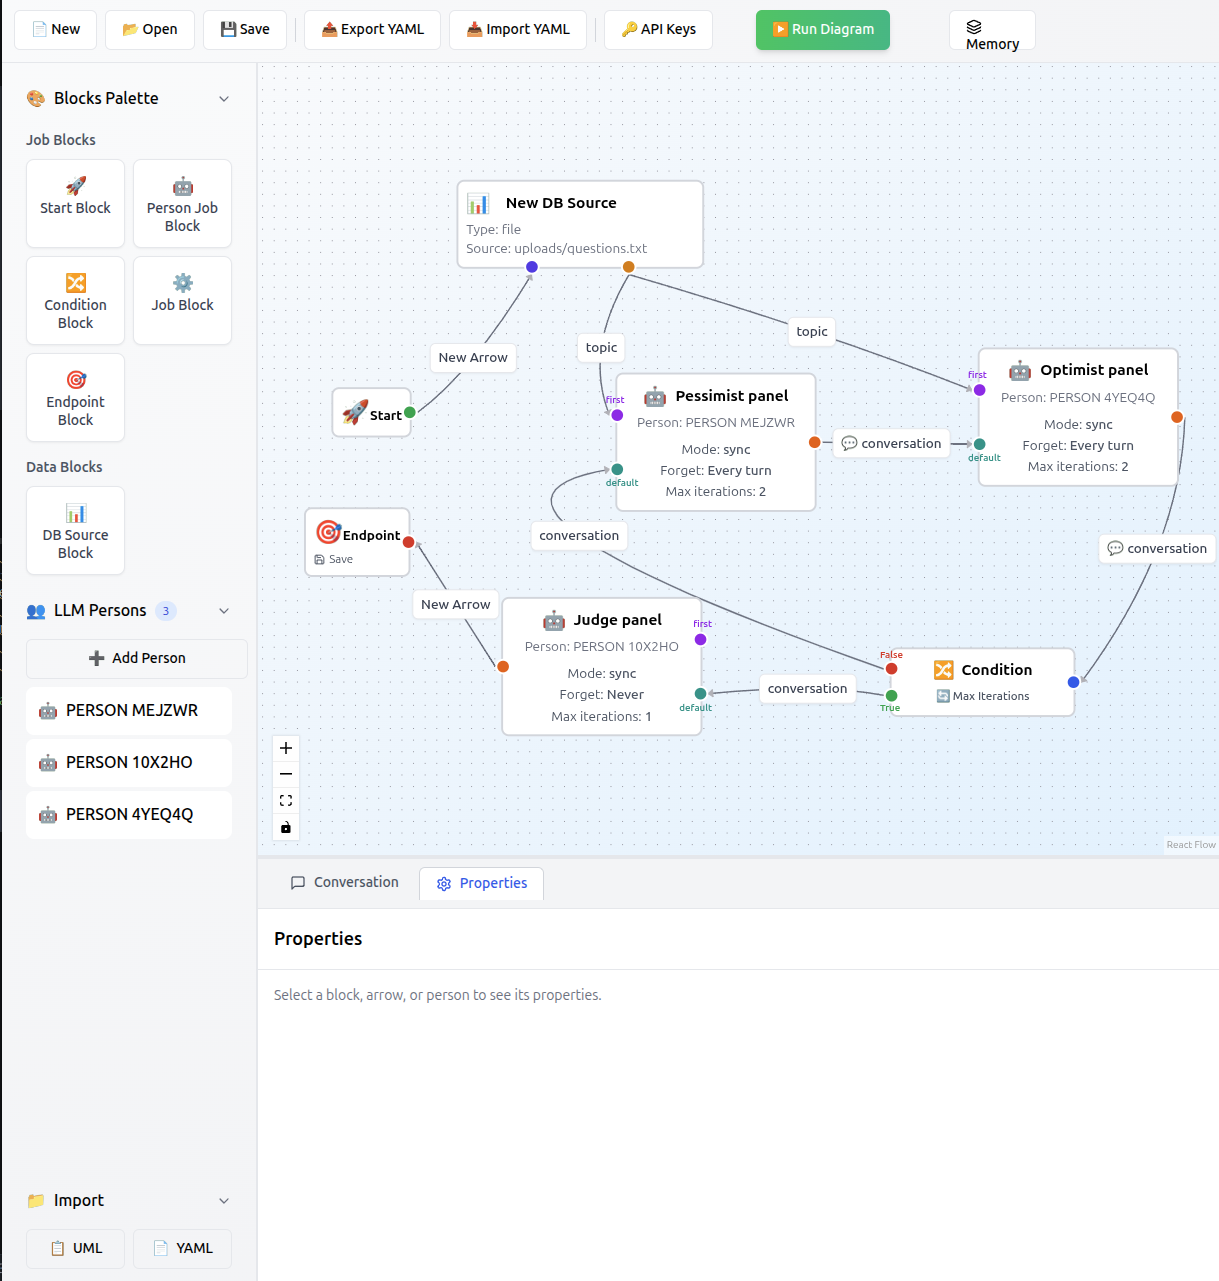 New
Open
Save
Export YAML
Import YAML
API Keys
Run Diagram
Memory
Blocks Palette
Job Blocks
Start Block
Person Job
Block
Condition
Block
Job Block
Endpoint
Block
Data Blocks
DB Source
Block
LLM Persons 3
Add Person
PERSON MEJZWR
PERSON 10X2HO
PERSON 4YEQ4Q
Import
UML
YAML
New DB Source
Type: file
Source: uploads/questions.txt
New Arrow
topic
topic
Start
first
Pessimist panel
Person: PERSON MEJZWR
Mode: sync
Forget: Every turn
Max iterations: 2
default
conversation
first
Optimist panel
Person: PERSON 4YEQ4Q
Mode: sync
Forget: Every turn
Max iterations: 2
default
Endpoint
Save
conversation
conversation
New Arrow
Judge panel
first
Person: PERSON 10X2HO
Mode: sync
Forget: Never
Max iterations: 1
default
conversation
False
Condition
Max Iterations
True
React Flow
Conversation
Properties
Properties
Select a block, arrow, or person to see its properties.